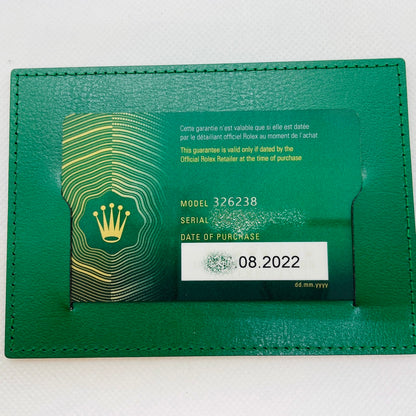 Cette garantie n'est valable que si elle est datée
par le détaillant officiel Rolex au moment de l'achat
This guarantee is valid only if dated by the
Official Rolex Retailer at the time of purchase
MODEL 326238
SERIAL
DATE OF PURCHASE
.08.2022
dd.mm.yyyy